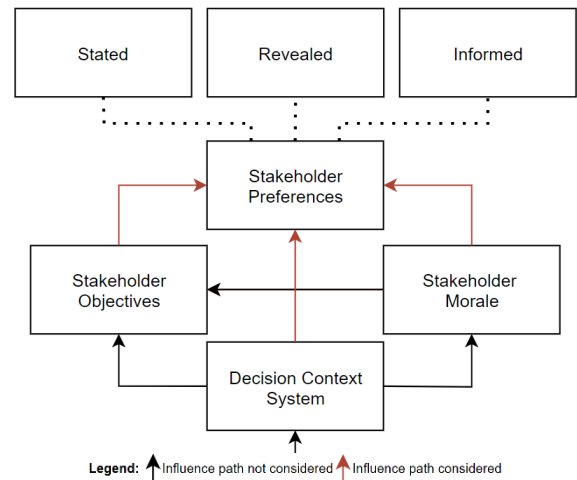 Stated
Revealed
Informed
Stakeholder
Preferences
Stakeholder
Objectives
Stakeholder
Morale
Decision Context
System
Legend: Influence path not considered Influence path considered